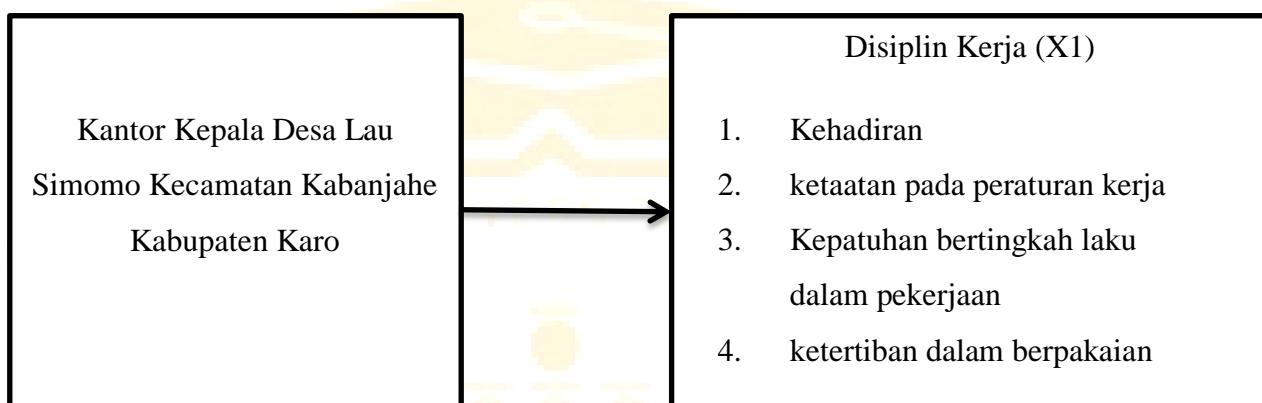 Kantor Kepala Desa Lau
Simomo Kecamatan Kabanjahe
Kabupaten Karo
Disiplin Kerja (X1)
1. Kehadiran
2. ketaatan pada peraturan kerja
3. Kepatuhan bertingkah laku
dalam pekerjaan
4. ketertiban dalam berpakaian